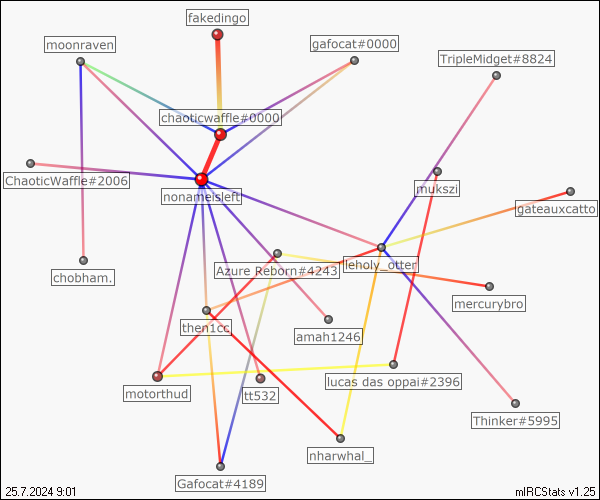 fakedingo
moonraven
gafocat#0000
TripleMidget#8824
chaoticwaffle#0000
ChaoticWaffle#2006
mukszi
nonameisleft
gateauxcatto
leholy_otter
Azure Reborn#4243
chobham.
mercurybro
then1cc
amah1246
lucas das oppai#2396
motorthud
tt532
Thinker#5995
nharwhal_
Gafocat#4189
25.7.2024 9:01
mIRCStats v1.25